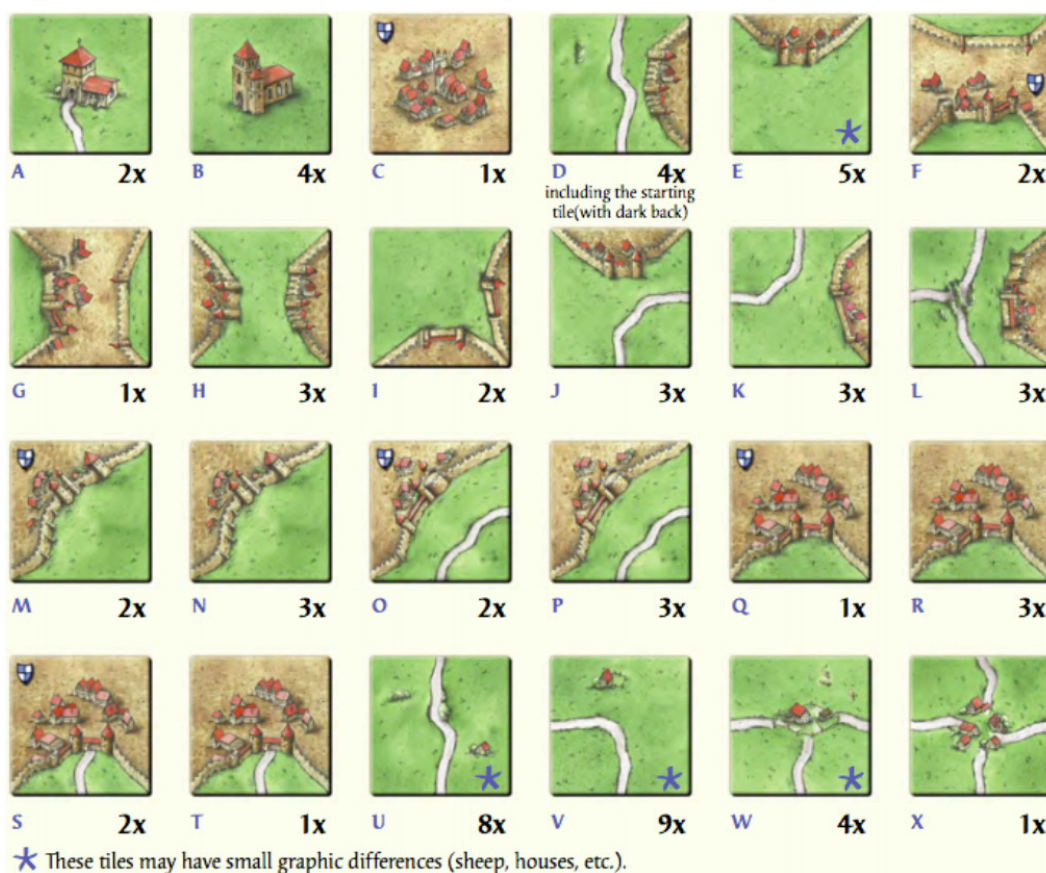 A 2x B 4x C 1x D 4x E 5x F 2x
including the starting
tile(with dark back)
G 1x H 3x I 2x J 3x K 3x L 3x
M 2x N 3x O 2x P 3x Q 1x R 3x
S 2x T 1x U 8x V 9x W 4x X 1x
These tiles may have small graphic differences (sheep, houses, etc.).